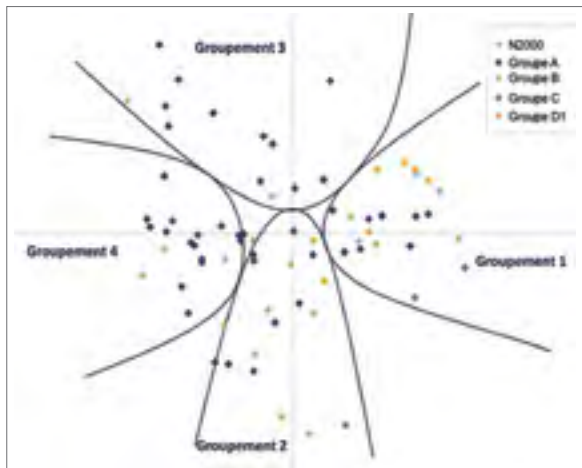 Groupement 3
N2000
Groupe A
Groupe B
Groupe C
Groupe D1
Groupement 4
Groupement 1
Groupement 2